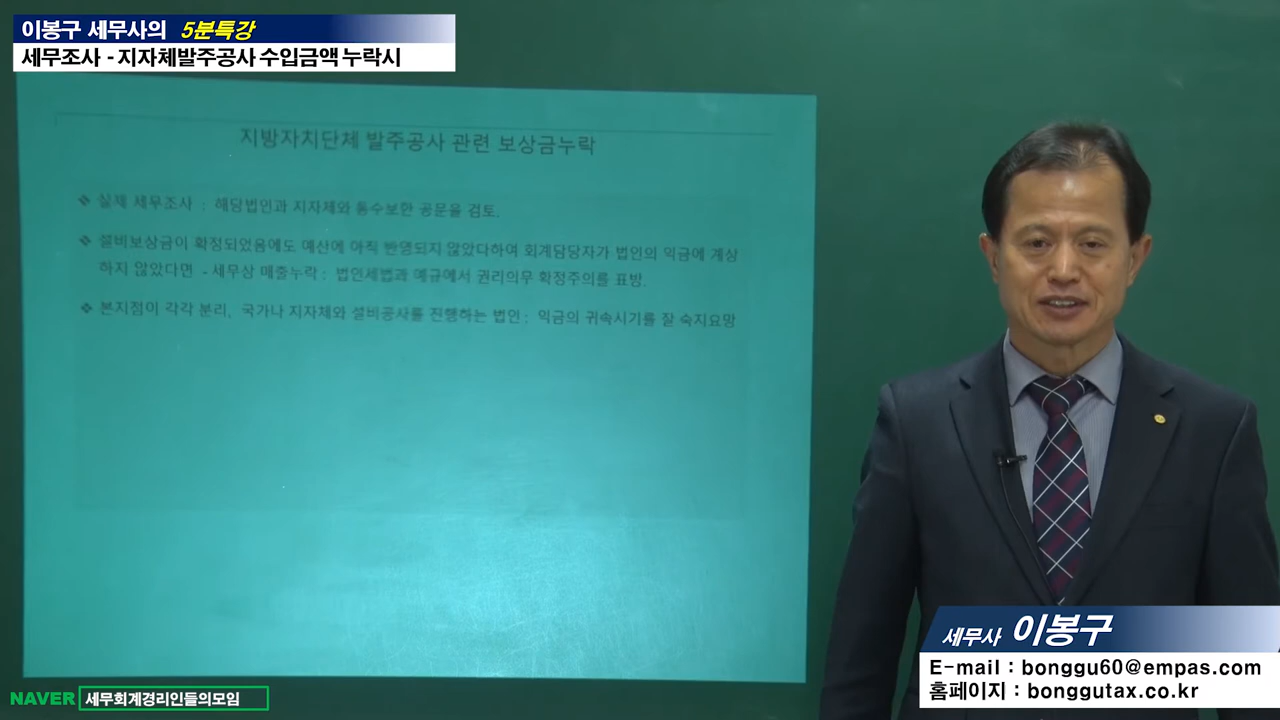 이봉구 세무사의 5분특강
세무조사 - 지자체발주공사 수입금액 누락시
지방자치단체 발주공사 관련 보상금누락
❖ 실제 세무조사 : 해당법인과 지자체와 통수보한 공문을 검토.
❖ 설비보상금이 확정되었음에도 예산에 아직 반영되지 않았다하여 회계담당자가 법인의 익금에 계상
하지 않았다면 - 세무상 매출누락 : 법인세법과 예규에서 권리의무 확정주의를 표방.
❖ 본지점이 각각 분리, 국가나 지자체와 설비공사를 진행하는 법인 : 익금의 귀속시기를 잘 숙지요망
세무사 이봉구
E-mail : bonggu60@empas.com
홈페이지 : bonggutax.co.kr
NAVER 세무회계경리인들의모임